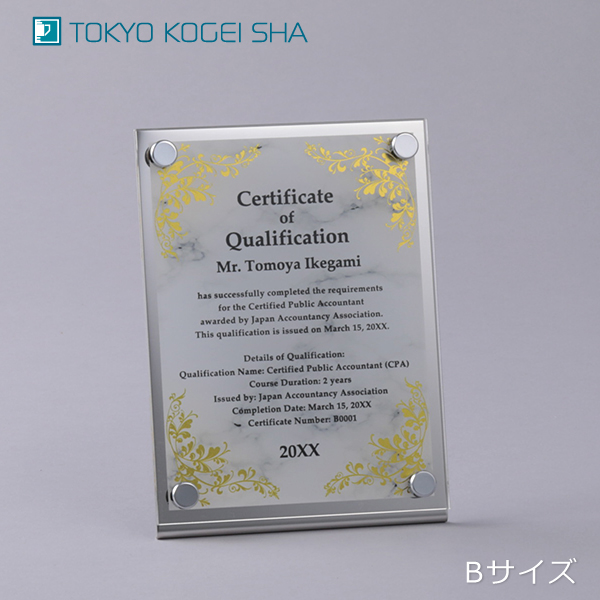 TOKYO KOGEI SHA
Certificate
of
Qualification
Mr. Tomoya Ikegami
has successfully completed the requirements
for the Certified Public Accountant
awarded by Japan Accountancy Association.
This qualification is issued on March 15, 20XX.
Details of Qualification:
Qualification Name: Certified Public Accountant (CPA)
Course Duration: 2 years
Issued by: Japan Accountancy Association
Completion Date: March 15, 20XX
Certificate Number: B0001
20XX
Bサイズ